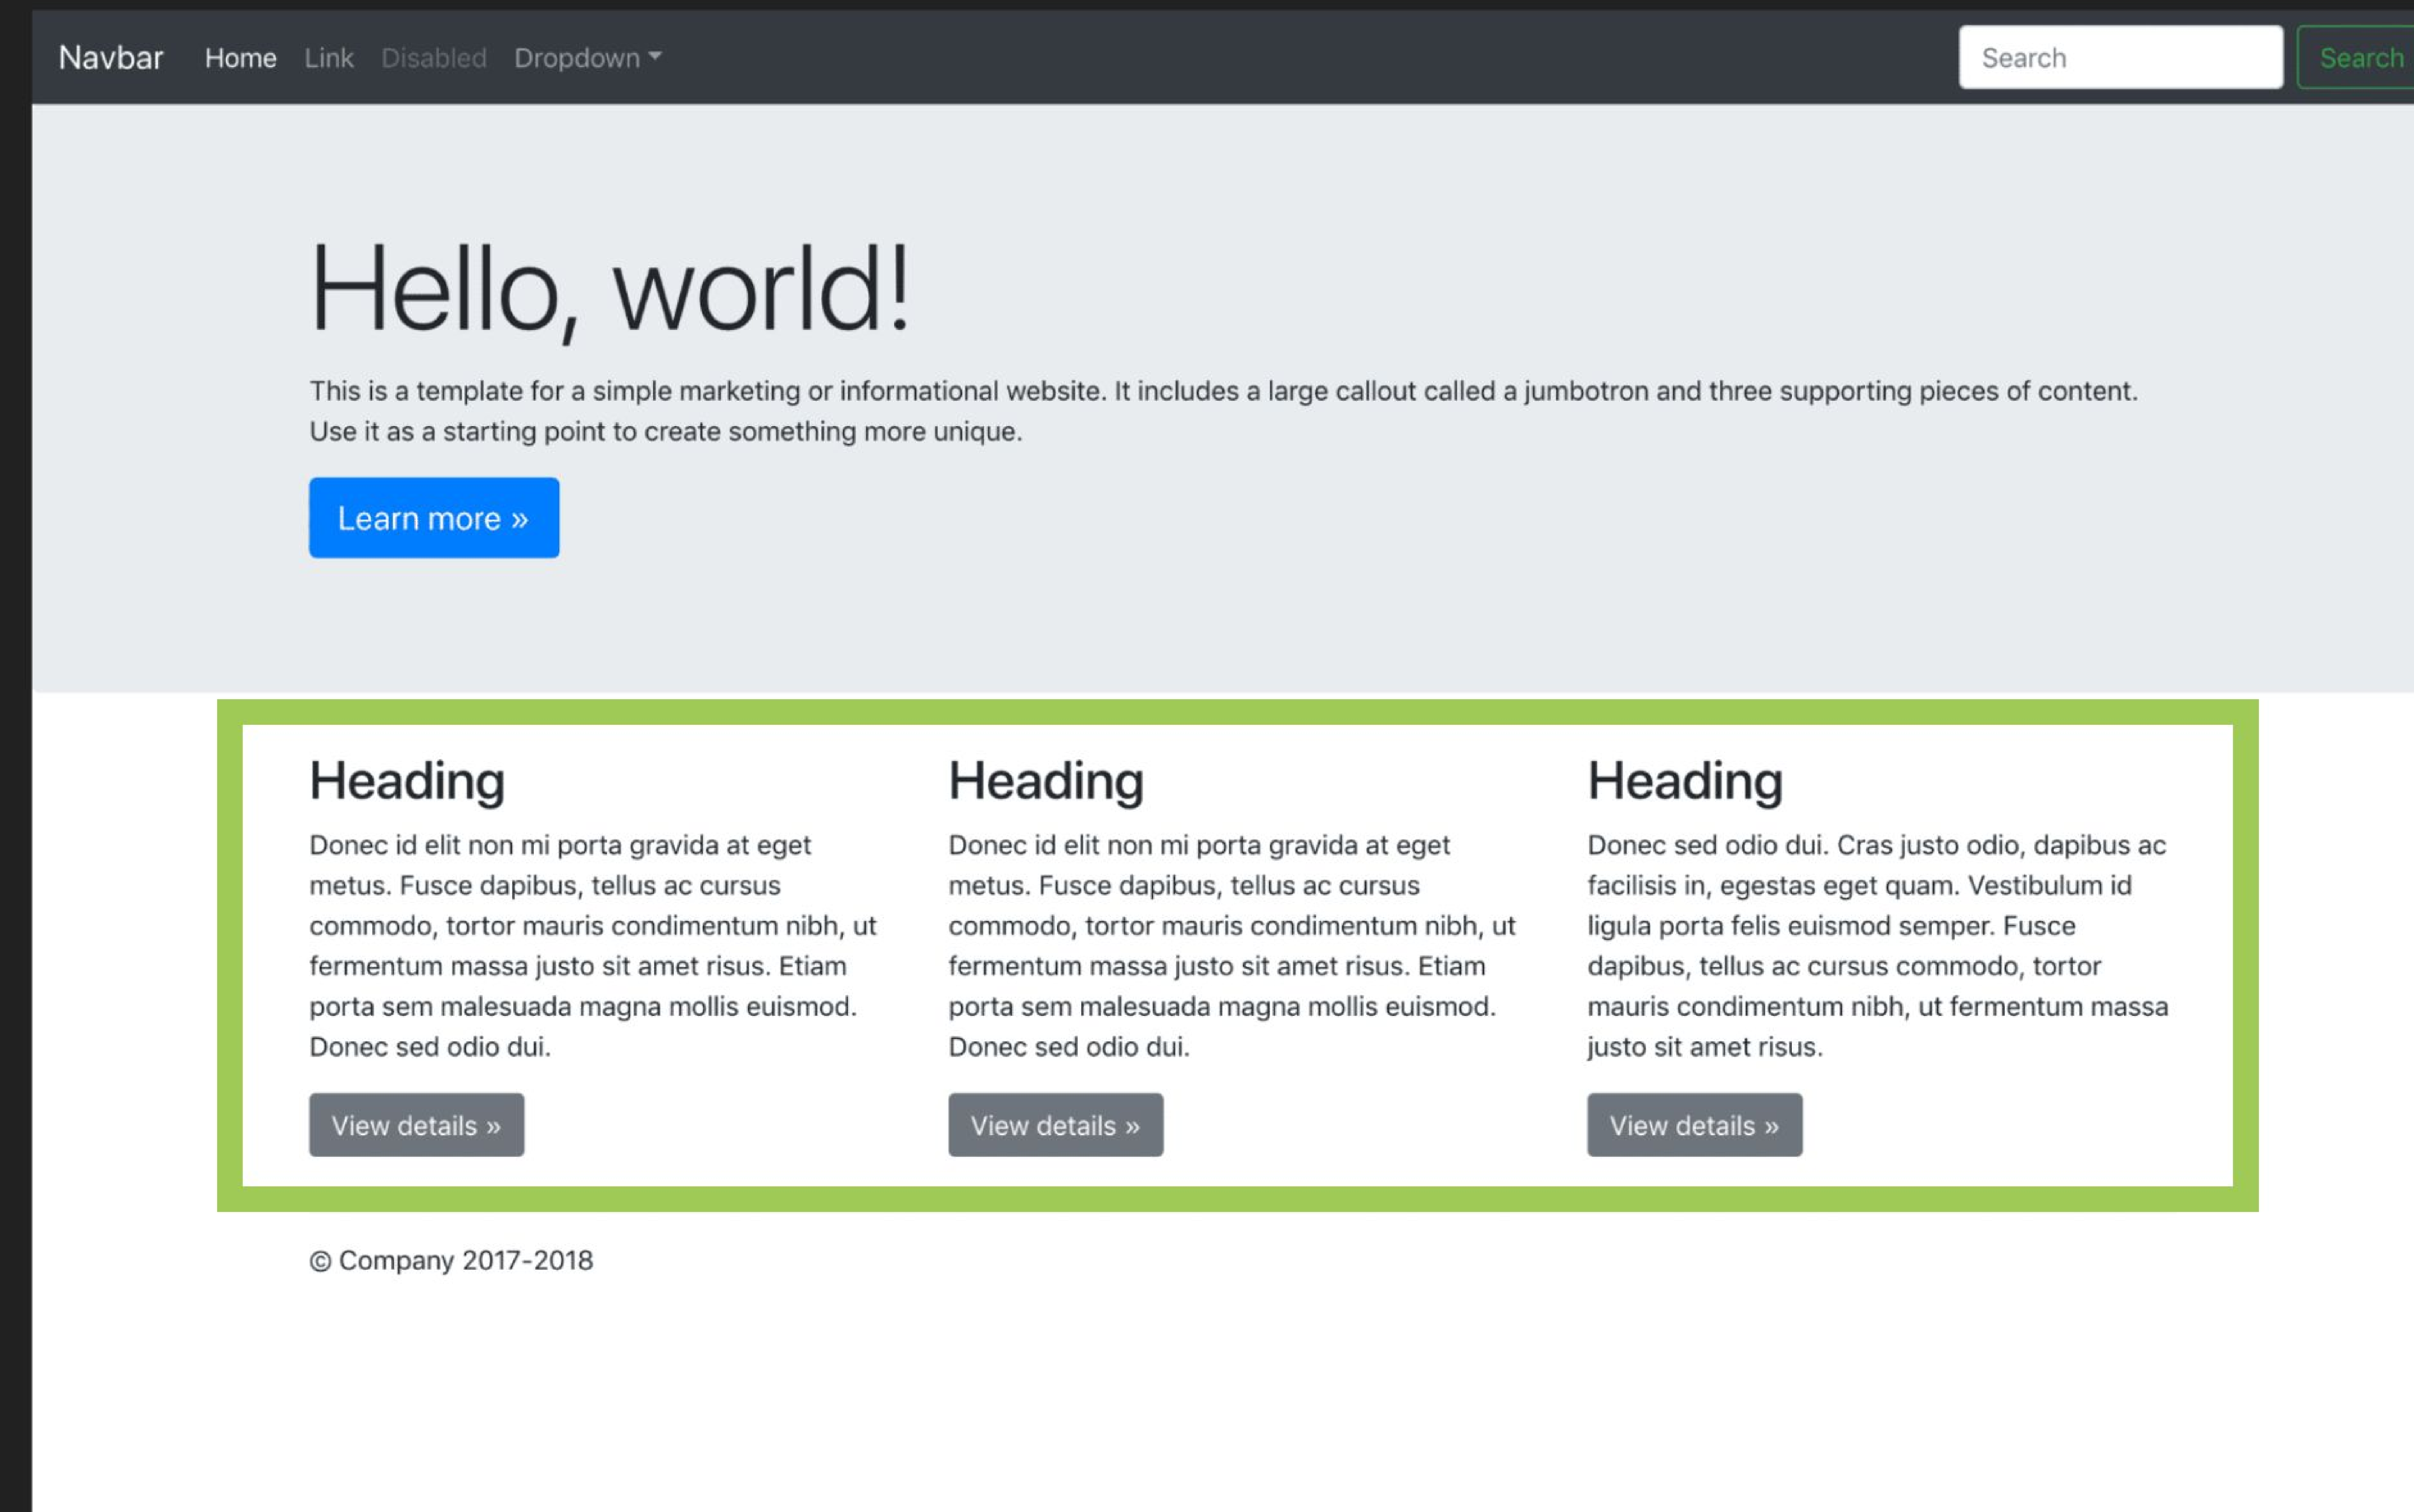 Navbar Home Link Disabled Dropdown Search Search
Hello, world!
This is a template for a simple marketing or informational website. It includes a large callout called a jumbotron and three supporting pieces of content.
Use it as a starting point to create something more unique.
Learn more »
Heading
Donec id elit non mi porta gravida at eget
metus. Fusce dapibus, tellus ac cursus
commodo, tortor mauris condimentum nibh, ut
fermentum massa justo sit amet risus. Etiam
porta sem malesuada magna mollis euismod.
Donec sed odio dui.
View details »
Heading
Donec id elit non mi porta gravida at eget
metus. Fusce dapibus, tellus ac cursus
commodo, tortor mauris condimentum nibh, ut
fermentum massa justo sit amet risus. Etiam
porta sem malesuada magna mollis euismod.
Donec sed odio dui.
View details »
Heading
Donec sed odio dui. Cras justo odio, dapibus ac
facilisis in, egestas eget quam. Vestibulum id
ligula porta felis euismod semper. Fusce
dapibus, tellus ac cursus commodo, tortor
mauris condimentum nibh, ut fermentum massa
justo sit amet risus.
View details »
© Company 2017-2018